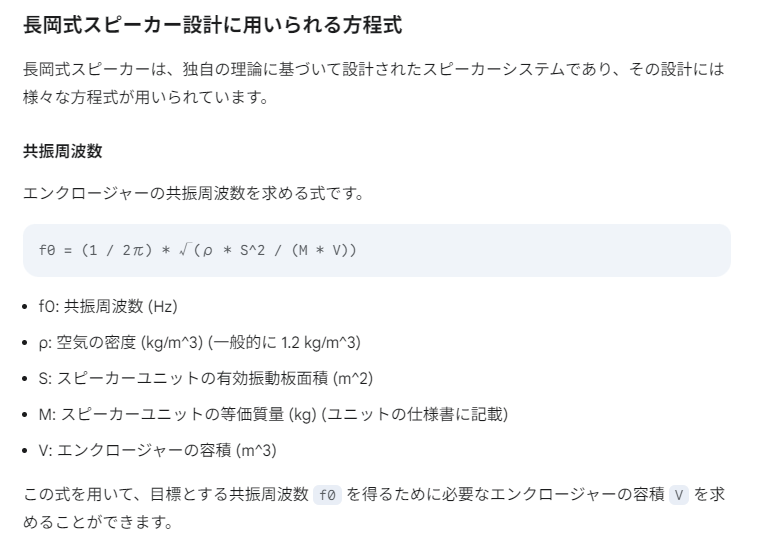 長岡式スピーカー設計に用いられる方程式
長岡式スピーカーは、独自の理論に基づいて設計されたスピーカーシステムであり、その設計には
様々な方程式が用いられています。
共振周波数
エンクロージャーの共振周波数を求める式です。
f0 = (1 / 2π) * √(ρ * S^2 / (M * V))
• f0: 共振周波数 (Hz)
• ρ: 空気の密度 (kg/m^3) (一般的に 1.2 kg/m^3)
• S: スピーカーユニットの有効振動板面積 (m^2)
• M: スピーカーユニットの等価質量 (kg) (ユニットの仕様書に記載)
• V: エンクロージャーの容積 (m^3)
この式を用いて、目標とする共振周波数 f0 を得るために必要なエンクロージャーの容積 V を求
めることができます。